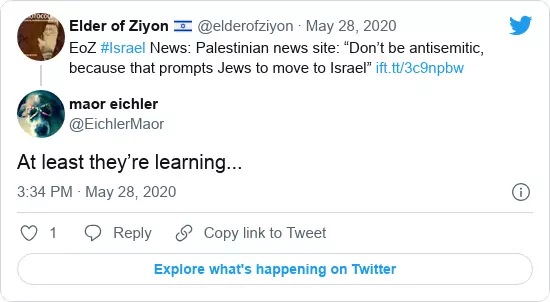 Elder of Ziyon 🇮🇱 @elderofziyon · May 28, 2020
EoZ #Israel News: Palestinian news site: “Don’t be antisemitic,
because that prompts Jews to move to Israel” ift.tt/3c9npbw
maor eichler
@EichlerMaor
At least they’re learning...
3:34 PM · May 28, 2020
1 Reply Copy link to Tweet
Explore what's happening on Twitter